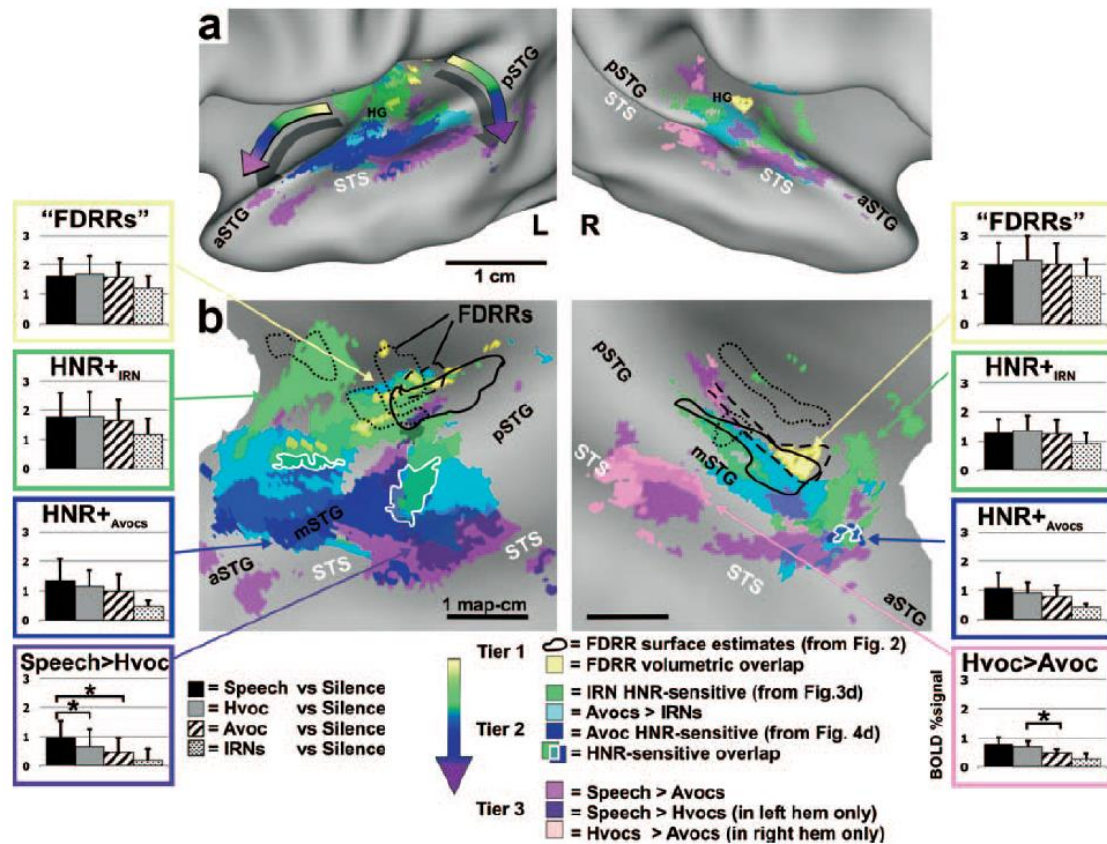 a
HG
pSTG
STS
aSTG
L
1 cm
pSTG
STS
HG
aSTG
R
"FDRRs"
3
2
1
0
HNR+IRN
3
2
1
0
HNR+Avocs
3
2
1
0
Speech>Hvoc
3
2
1
0
*
*
b
FDRRs
pSTG
mSTG
aSTG
STS
STS
1 map-cm
pSTG
STS
mSTG
STS
aSTG
"FDRRs"
3
2
1
0
HNR+IRN
3
2
1
0
HNR+Avocs
3
2
1
0
Hvoc>Avoc
BOLD %signal
3
2
1
0
*
= Speech vs Silence
= Hvoc vs Silence
= Avoc vs Silence
= IRNs vs Silence
Tier 1
= FDRR surface estimates (from Fig. 2)
= FDRR volumetric overlap
Tier 2
= IRN HNR-sensitive (from Fig.3d)
= Avocs > IRNs
= Avoc HNR-sensitive (from Fig. 4d)
= HNR-sensitive overlap
Tier 3
= Speech > Avocs
= Speech > Hvocs (in left hem only)
= Hvocs > Avocs (in right hem only)